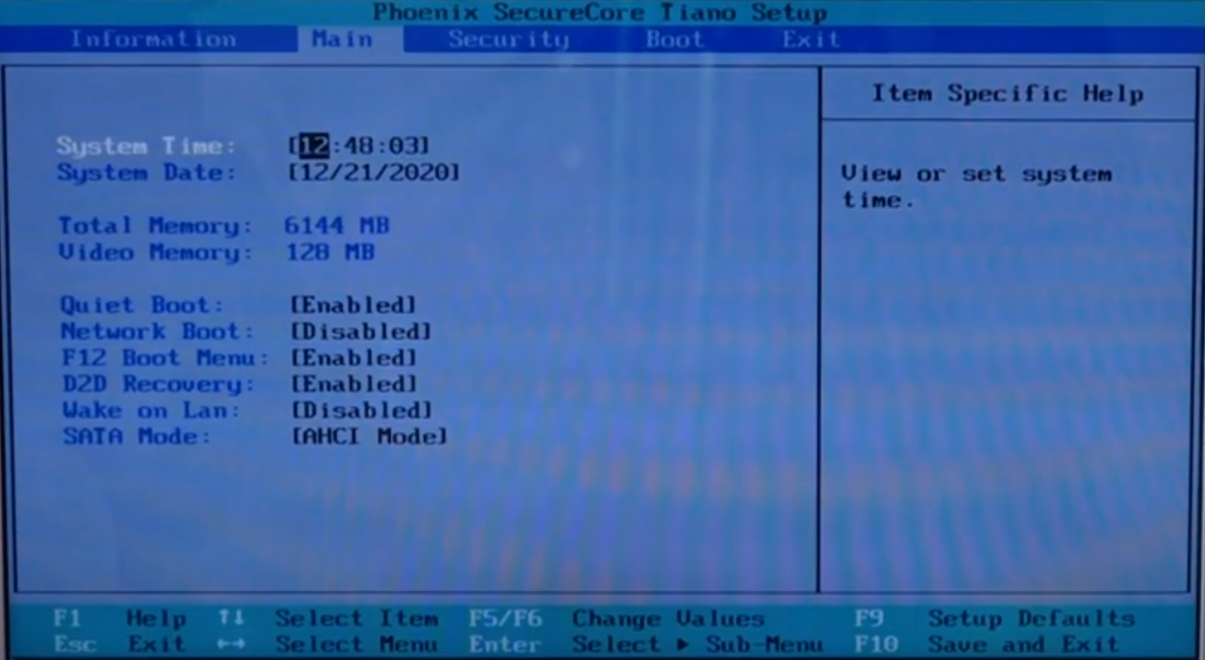 Phoenix SecureCore Tiano Setup
Information Main Security Boot Exit
Item Specific Help
System Time: [12:48:03]
System Date: [12/21/2020]
View or set system
time.
Total Memory: 6144 MB
Video Memory: 128 MB
Quiet Boot: [Enabled]
Network Boot: [Disabled]
F12 Boot Menu: [Enabled]
D2D Recovery: [Enabled]
Wake on Lan: [Disabled]
SATA Mode: [AHCI Mode]
F1 Help ↑↓ Select Item F5/F6 Change Values F9 Setup Defaults
Esc Exit ←→ Select Menu Enter Select ▶ Sub-Menu F10 Save and Exit